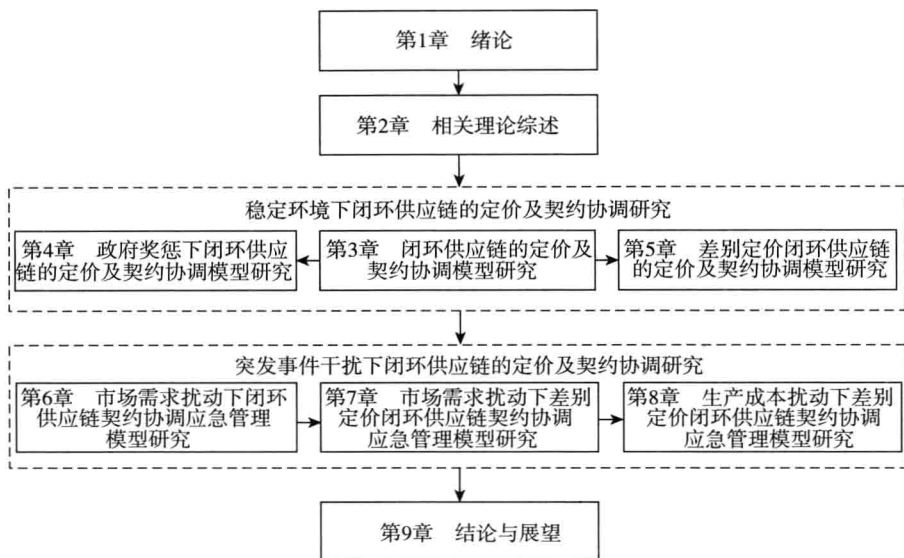 第1章 绪论
第2章 相关理论综述
稳定环境下闭环供应链的定价及契约协调研究
第4章 政府奖惩下闭环供应
链的定价及契约协调模型研究
第3章 闭环供应链的定价及
契约协调模型研究
第5章 差别定价闭环供应链
的定价及契约协调模型研究
突发事件干扰下闭环供应链的定价及契约协调研究
第6章 市场需求扰动下闭环
供应链契约协调应急管理
模型研究
第7章 市场需求扰动下差别
定价闭环供应链契约协调
应急管理模型研究
第8章 生产成本扰动下差别
定价闭环供应链契约协调
应急管理模型研究
第9章 结论与展望